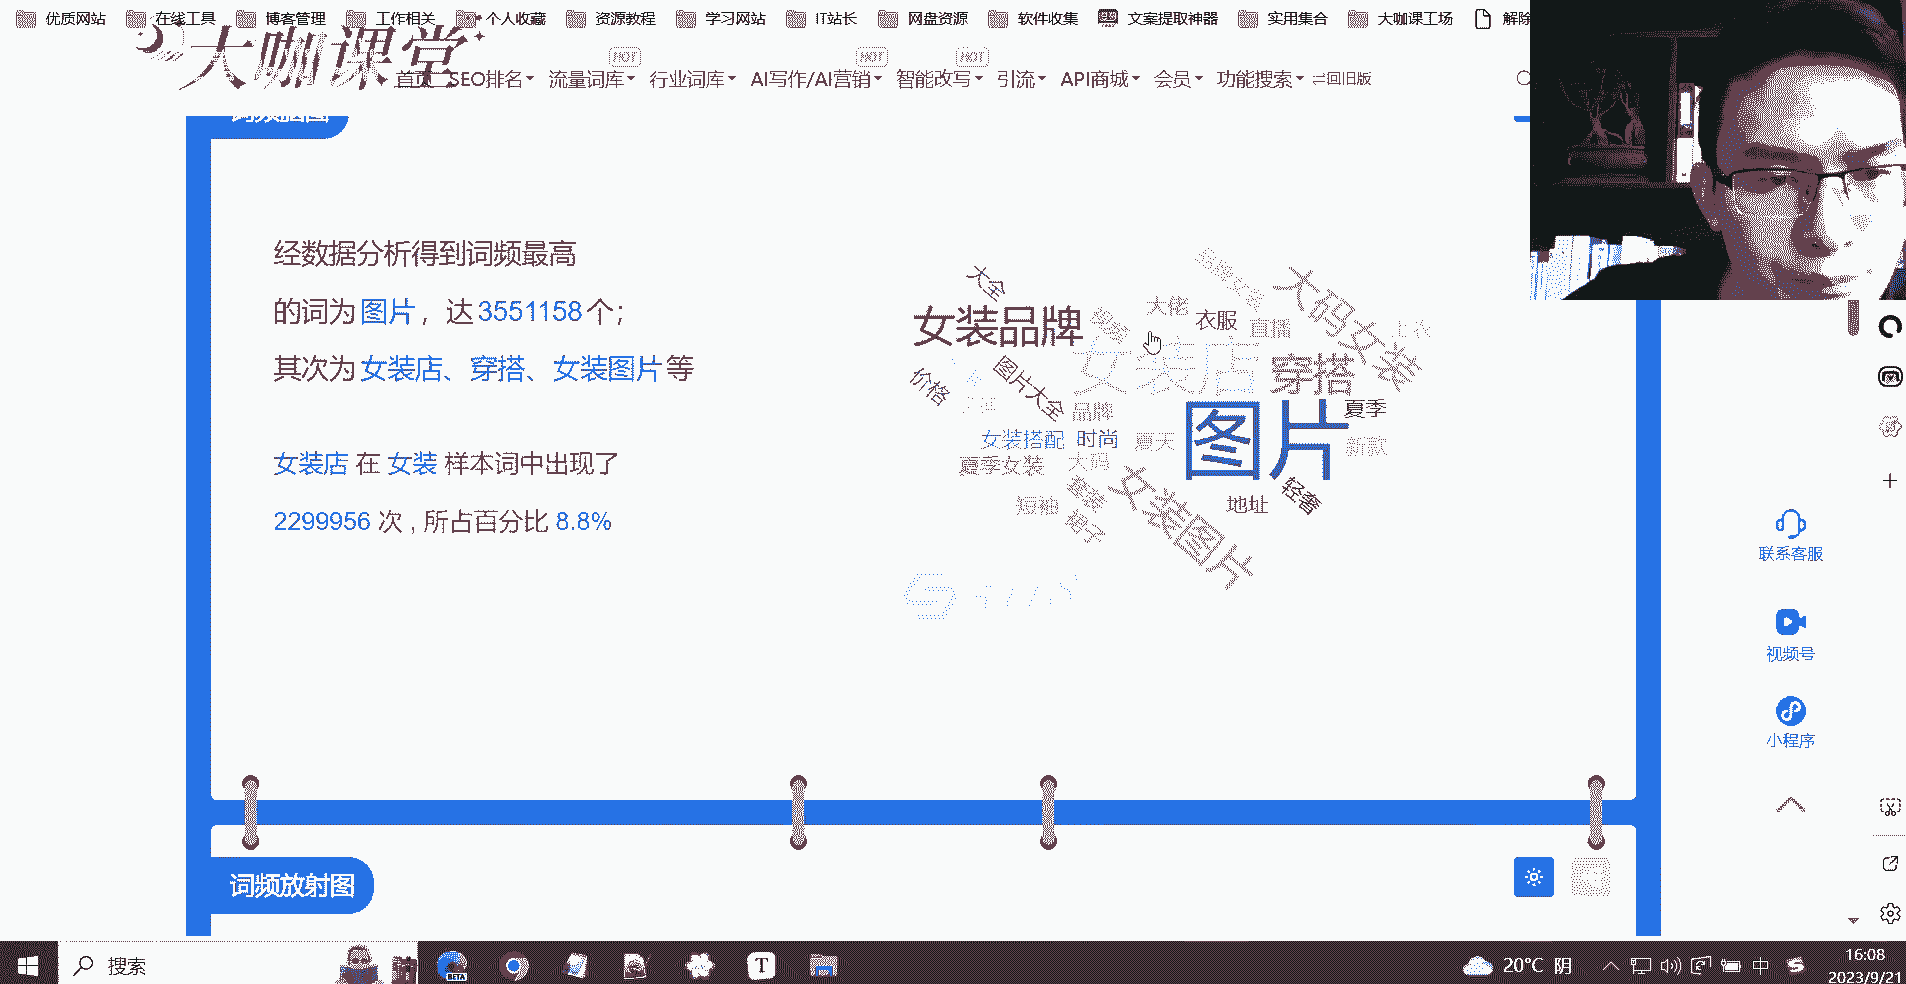 优质网站 在线工具 博客管理 工作相关 个人收藏 资源教程 学习网站 IT站长 网盘资源 软件收集 文案提取神器 实用集合 大咖课工场 解除
大咖课堂
HOT HOT HOT
首页 SEO排名 流量词库 行业词库 AI写作/AI营销 智能改写 引流 API商城 会员 功能搜索 回旧版
经数据分析得到词频最高
的词为 图片，达 3551158 个；
其次为 女装店、穿搭、女装图片 等
女装店 在 女装 样本词中出现了
2299956 次 , 所占百分比 8.8%
大全
女装品牌
大佬
衣服
直播
大码女装
上衣
女装店
穿搭
价格
图片大全
品牌
图片
夏季
女装搭配
时尚
夏天
新款
夏季女装
大码
短袖
套装
裙子
女装图片
地址
轻奢
联系客服
视频号
小程序
词频放射图
搜索
BETA
T
20°C 阴
中
16:08
2023/9/21